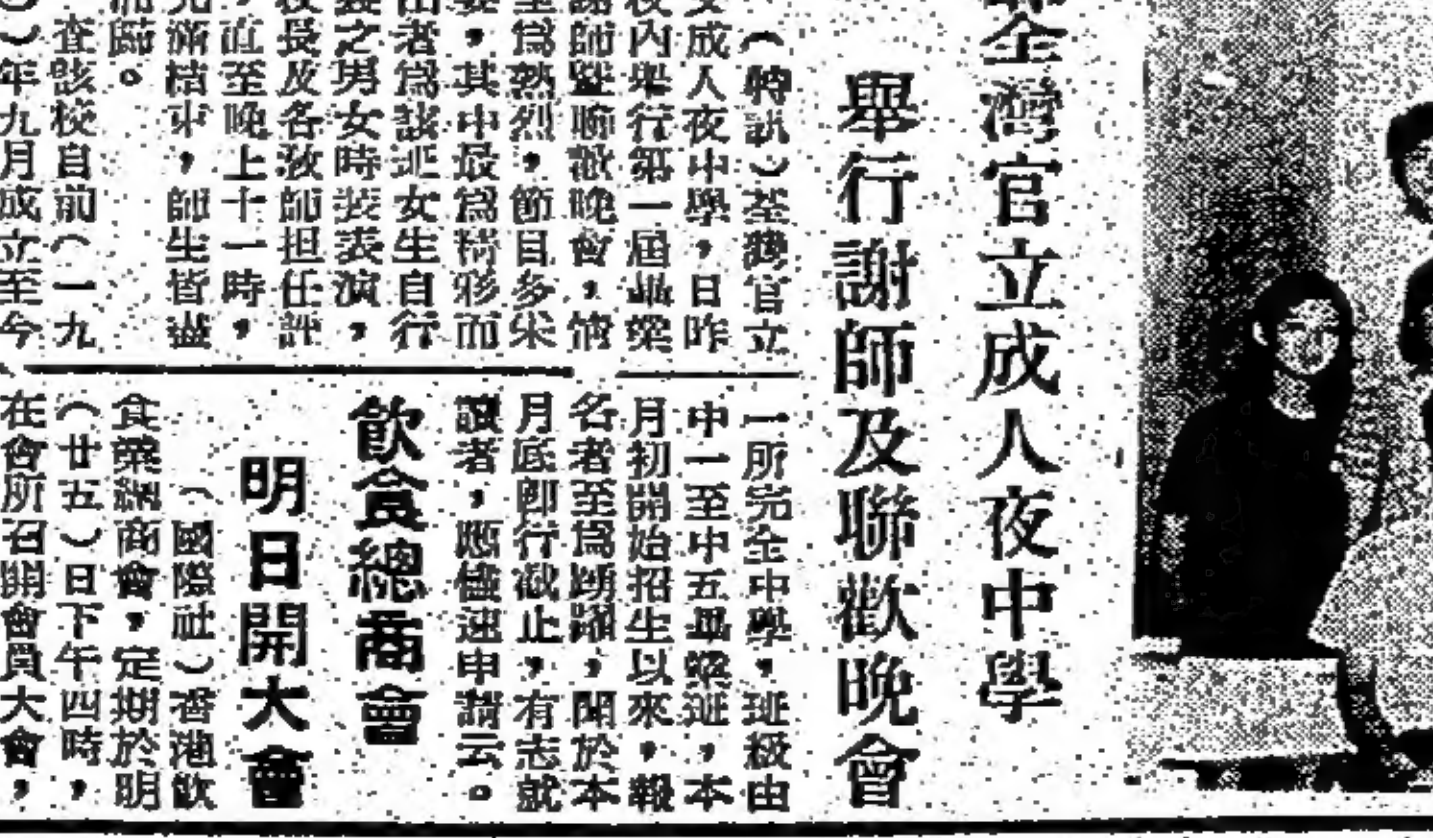 全灣官立成人夜中學
舉行謝師及聯歡晚會
（轉訊）荃灣官立
成人夜中學，日昨
校內舉行第一屆畢業
謝師暨聯歡晚會，情
至為熱烈，節目多采
，其中最為精彩而
出者為該班女生自行
之男女時裝表演，
校長及各教師担任評
，直至晚上十一時，
完滿結束，師生皆盡
而歸。
查該校自前（一九
）年九月成立至今
一所完全中學，班級由
中一至中五畢業班，本
月初開始招生以來，報
名者至為踴躍，聞於本
月底即行截止，有志就
讀者，應儘速申請云。
飲食總商會
明日開大會
（國際社）香港飲
食業總商會，定期於明
（廿五）日下午四時，
在會所召開會員大會，